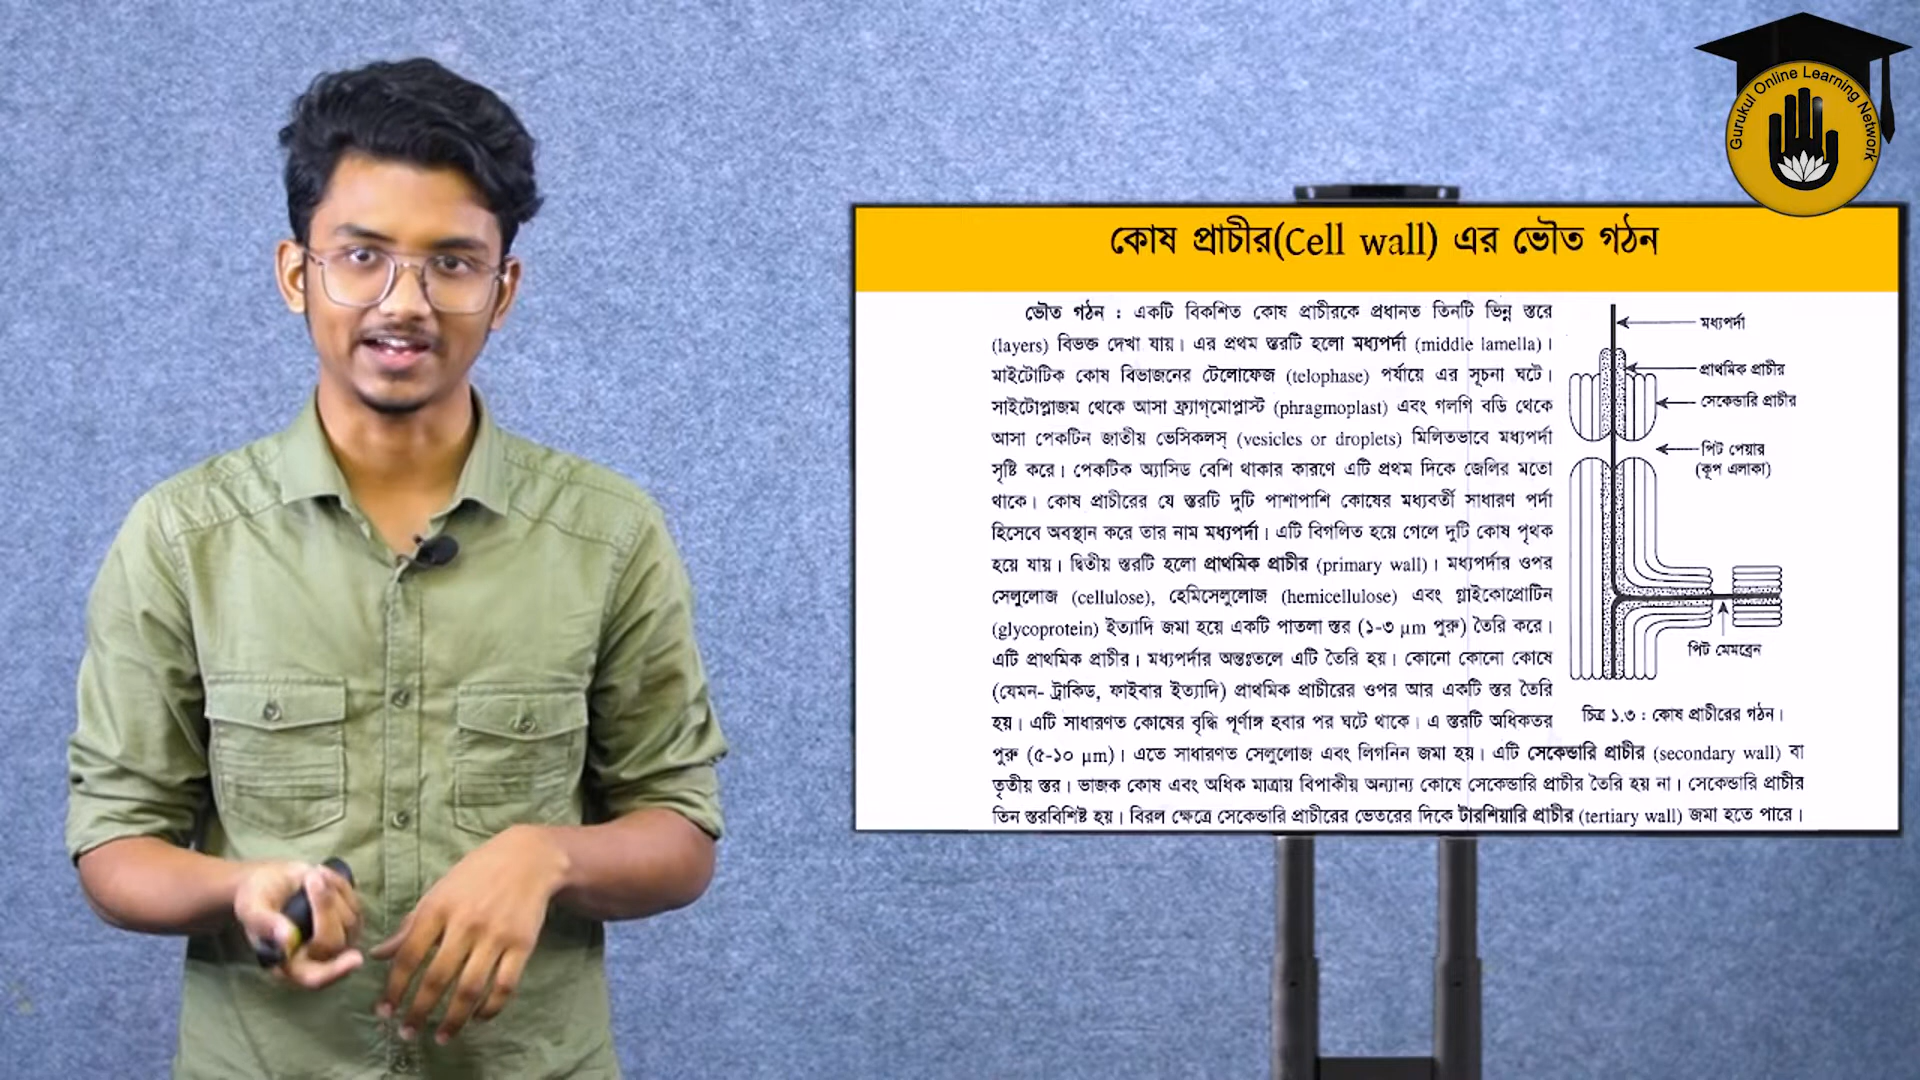 Gurukul Online Learning Network
কোষ প্রাচীর(Cell wall) এর ভৌত গঠন
ভৌত গঠন : একটি বিকশিত কোষ প্রাচীরকে প্রধানত তিনটি ভিন্ন স্তরে
(layers) বিভক্ত দেখা যায়। এর প্রথম স্তরটি হলো মধ্যপর্দা (middle lamella)।
মাইটোটিক কোষ বিভাজনের টেলোফেজ (telophase) পর্যায়ে এর সূচনা ঘটে।
সাইটোপ্লাজম থেকে আসা ফ্র্যাগ্‌মোপ্লাস্ট (phragmoplast) এবং গলগি বডি থেকে
আসা পেকটিন জাতীয় ভেসিকলস্ (vesicles or droplets) মিলিতভাবে মধ্যপর্দা
সৃষ্টি করে। পেকটিক অ্যাসিড বেশি থাকার কারণে এটি প্রথম দিকে জেলির মতো
থাকে। কোষ প্রাচীরের যে স্তরটি দুটি পাশাপাশি কোষের মধ্যবর্তী সাধারণ পর্দা
হিসেবে অবস্থান করে তার নাম মধ্যপর্দা। এটি বিগলিত হয়ে গেলে দুটি কোষ পৃথক
হয়ে যায়। দ্বিতীয় স্তরটি হলো প্রাথমিক প্রাচীর (primary wall)। মধ্যপর্দার ওপর
সেলুলোজ (cellulose), হেমিসেলুলোজ (hemicellulose) এবং গ্লাইকোপ্রোটিন
(glycoprotein) ইত্যাদি জমা হয়ে একটি পাতলা স্তর (১-৩ µm পুরু) তৈরি করে।
এটি প্রাথমিক প্রাচীর। মধ্যপর্দার অন্তঃতলে এটি তৈরি হয়। কোনো কোনো কোষে
(যেমন- ট্রাকিড, ফাইবার ইত্যাদি) প্রাথমিক প্রাচীরের ওপর আর একটি স্তর তৈরি
হয়। এটি সাধারণত কোষের বৃদ্ধি পূর্ণাঙ্গ হবার পর ঘটে থাকে। এ স্তরটি অধিকতর
পুরু (৫-১০ µm)। এতে সাধারণত সেলুলোজ এবং লিগনিন জমা হয়। এটি সেকেন্ডারি প্রাচীর (secondary wall) বা
তৃতীয় স্তর। ভাজক কোষ এবং অধিক মাত্রায় বিপাকীয় অন্যান্য কোষে সেকেন্ডারি প্রাচীর তৈরি হয় না। সেকেন্ডারি প্রাচীর
তিন স্তরবিশিষ্ট হয়। বিরল ক্ষেত্রে সেকেন্ডারি প্রাচীরের ভেতরের দিকে টারশিয়ারি প্রাচীর (tertiary wall) জমা হতে পারে।
মধ্যপর্দা
প্রাথমিক প্রাচীর
সেকেন্ডারি প্রাচীর
পিট পেয়ার
(কূপ এলাকা)
পিট মেমব্রেন
চিত্র ১.৩ : কোষ প্রাচীরের গঠন।